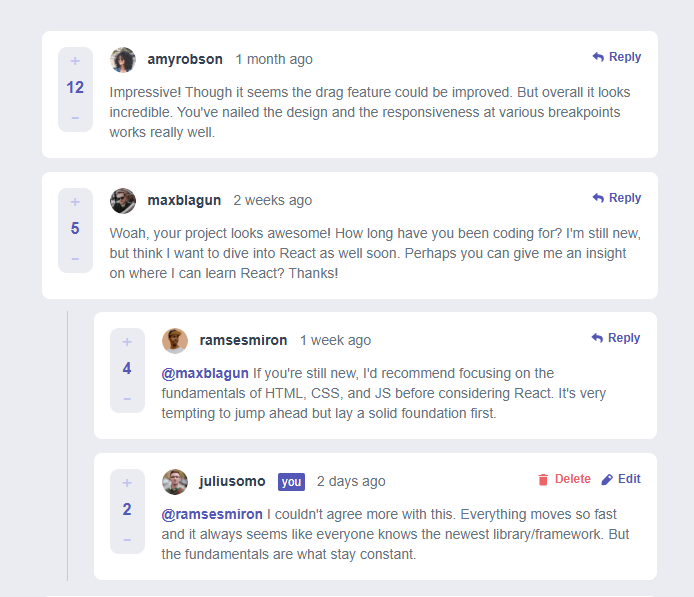 +
amyrobson 1 month ago Reply
12
Impressive! Though it seems the drag feature could be improved. But overall it looks
incredible. You've nailed the design and the responsiveness at various breakpoints
works really well.
−
+
maxblagun 2 weeks ago Reply
5
Woah, your project looks awesome! How long have you been coding for? I'm still new,
but think I want to dive into React as well soon. Perhaps you can give me an insight
on where I can learn React? Thanks!
−
+
ramsesmiron 1 week ago Reply
4
@maxblagun If you're still new, I'd recommend focusing on the
fundamentals of HTML, CSS, and JS before considering React. It's very
tempting to jump ahead but lay a solid foundation first.
−
+
juliusomo you 2 days ago Delete Edit
2
@ramsesmiron I couldn't agree more with this. Everything moves so fast
and it always seems like everyone knows the newest library/framework. But
the fundamentals are what stay constant.
−